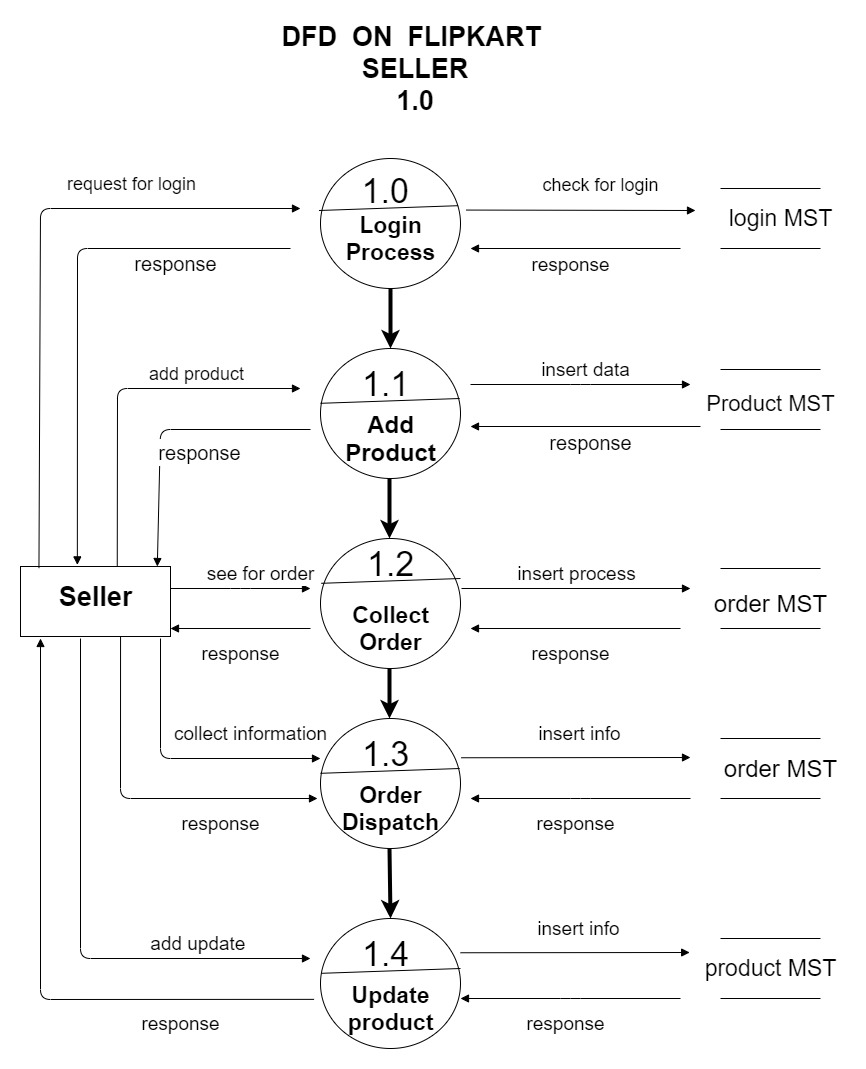 DFD ON FLIPKART
SELLER
1.0
request for login
1.0
check for login
Login
Process
login MST
response
response
add product
1.1
insert data
Add
Product
Product MST
response
response
Seller
see for order
1.2
insert process
Collect
Order
order MST
response
response
collect information
1.3
insert info
Order
Dispatch
order MST
response
response
add update
1.4
insert info
Update
product
product MST
response
response